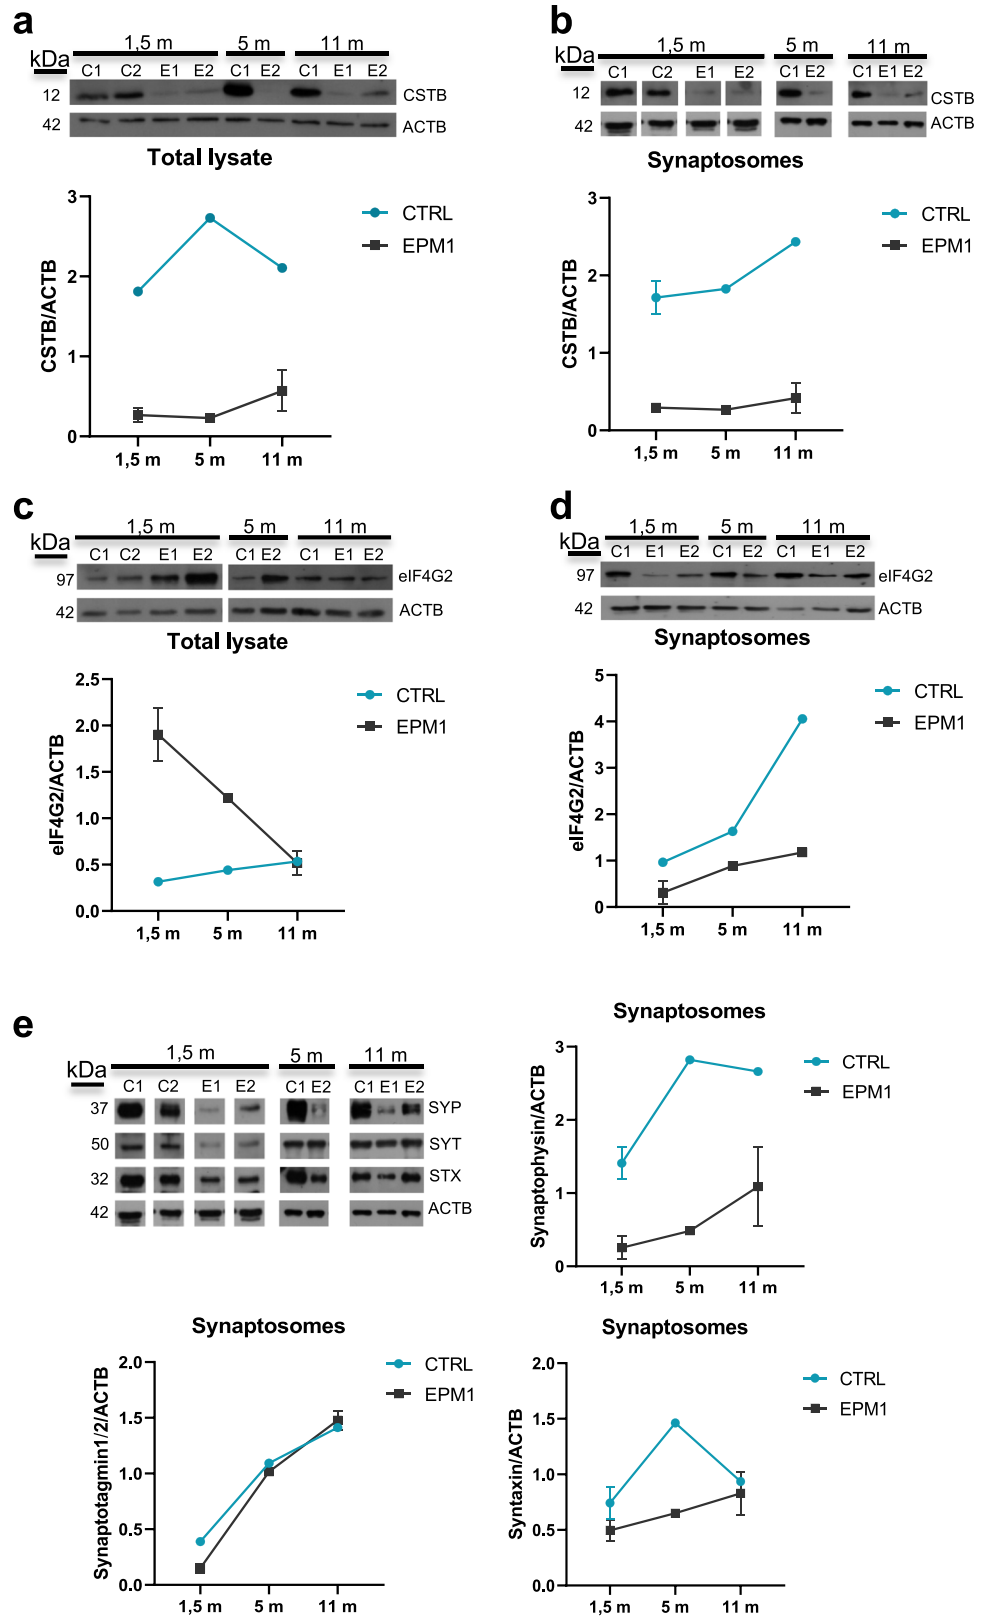 a
1,5 m 5 m 11 m
kDa
C1 C2 E1 E2 C1 E2 C1 E1 E2
12 CSTB
42 ACTB
Total lysate
3
2
1
0
CSTB/ACTB
1,5 m 5 m 11 m
CTRL
EPM1
b
1,5 m 5 m 11 m
kDa
C1 C2 E1 E2 C1 E2 C1 E1 E2
12 CSTB
42 ACTB
Synaptosomes
3
2
1
0
CSTB/ACTB
1,5 m 5 m 11 m
CTRL
EPM1
c
1,5 m 5 m 11 m
kDa
C1 C2 E1 E2 C1 E2 C1 E1 E2
97 eIF4G2
42 ACTB
Total lysate
2.5
2.0
1.5
1.0
0.5
0.0
eIF4G2/ACTB
1,5 m 5 m 11 m
CTRL
EPM1
d
1,5 m 5 m 11 m
kDa
C1 E1 E2 C1 E2 C1 E1 E2
97 eIF4G2
42 ACTB
Synaptosomes
5
4
3
2
1
0
eIF4G2/ACTB
1,5 m 5 m 11 m
CTRL
EPM1
e
1,5 m 5 m 11 m
kDa
C1 C2 E1 E2 C1 E2 C1 E1 E2
37 SYP
50 SYT
32 STX
42 ACTB
Synaptosomes
3
2
1
0
Synaptophysin/ACTB
1,5 m 5 m 11 m
CTRL
EPM1
Synaptosomes
2.0
1.5
1.0
0.5
0.0
Synaptotagmin1/2/ACTB
1,5 m 5 m 11 m
CTRL
EPM1
Synaptosomes
2.0
1.5
1.0
0.5
0.0
Syntaxin/ACTB
1,5 m 5 m 11 m
CTRL
EPM1